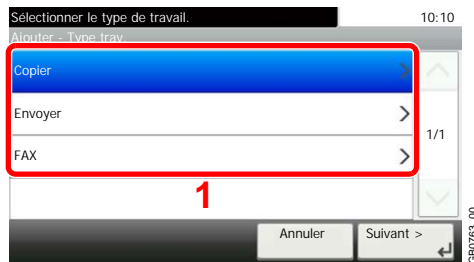 Sélectionner le type de travail.
10:10
Ajouter - Type trav.
Copier
Envoyer
FAX
1/1
1
Annuler
Suivant >
GB0763_00